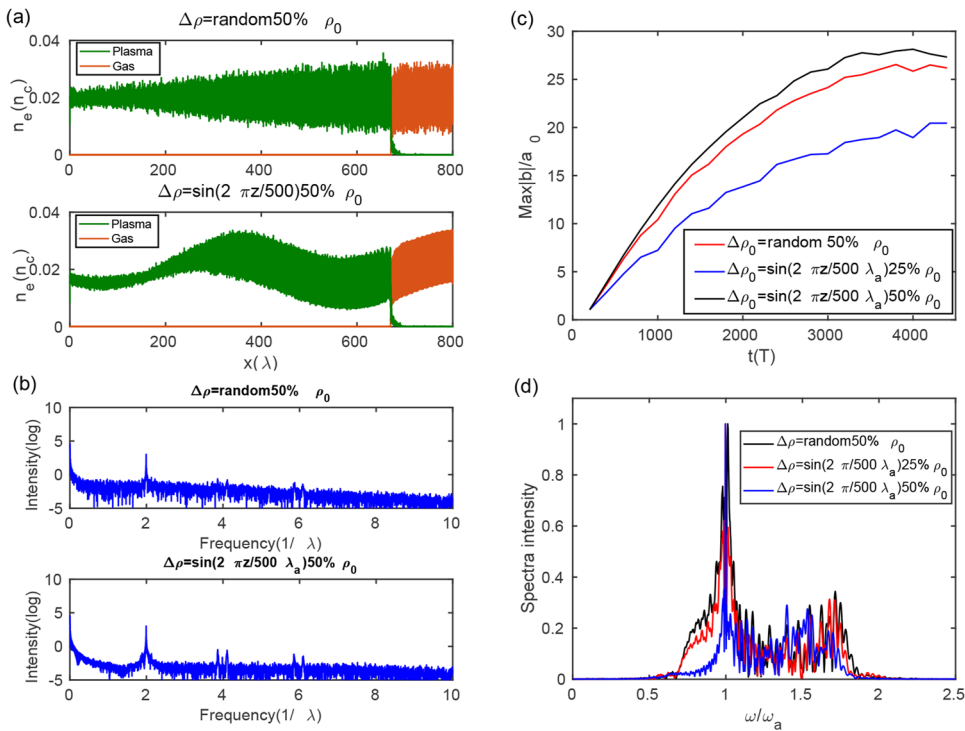 (a)
Δρ=random50% ρ0
0.04
0.02
0
ne(nc)
Plasma
Gas
0 200 400 600 800
Δρ=sin(2 πz/500)50% ρ0
0.04
0.02
0
ne(nc)
Plasma
Gas
0 200 400 600 800
x(λ)
(b)
Δρ=random50% ρ0
10
5
0
-5
Intensity(log)
0 2 4 6 8 10
Frequency(1/ λ)
Δρ=sin(2 πz/500 λa)50% ρ0
10
5
0
-5
Intensity(log)
0 2 4 6 8 10
Frequency(1/ λ)
(c)
30
25
20
15
10
5
0
Max|b|/a0
Δρ0=random 50% ρ0
Δρ0=sin(2 πz/500 λa)25% ρ0
Δρ0=sin(2 πz/500 λa)50% ρ0
0 1000 2000 3000 4000
t(T)
(d)
1
0.8
0.6
0.4
0.2
0
Spectra intensity
Δρ=random50% ρ0
Δρ=sin(2 π/500 λa)25% ρ0
Δρ=sin(2 π/500 λa)50% ρ0
0 0.5 1 1.5 2 2.5
ω/ωa